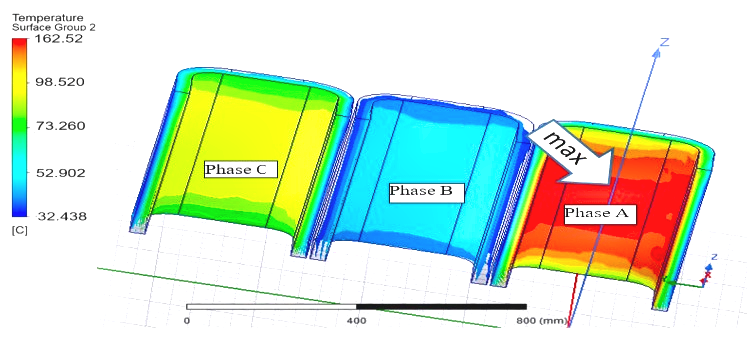 Temperature
Surface Group 2
162.52
98.520
73.260
52.902
32.438
[C]
Phase C
Phase B
max
Phase A
Z
z
0
400
800 (mm)